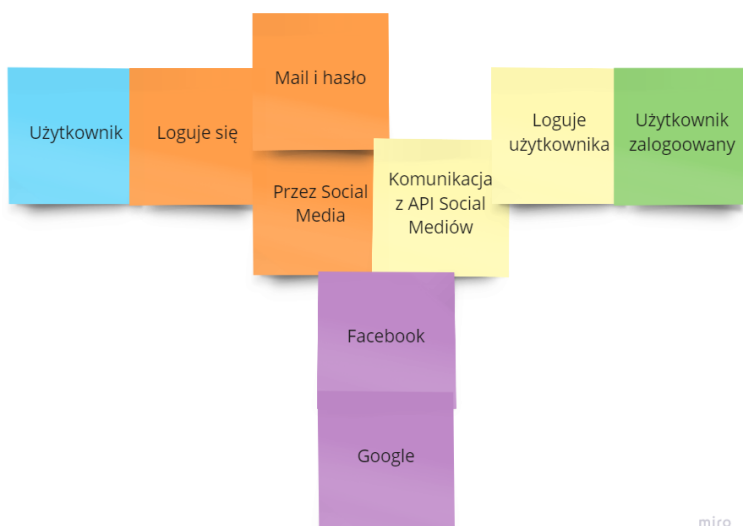 Użytkownik
Loguje się
Mail i hasło
Przez Social
Media
Komunikacja
z API Social
Mediów
Loguje
użytkownika
Użytkownik
zalogoowany
Facebook
Google
miro